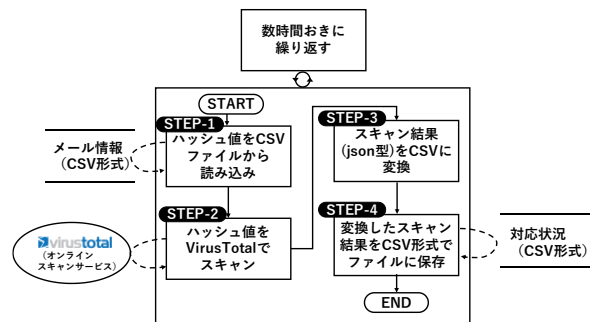 数時間おきに
繰り返す
START
STEP-1
ハッシュ値をCSV
ファイルから
読み込み
メール情報
（CSV形式）
STEP-2
ハッシュ値を
VirusTotalで
スキャン
virustotal
（オンライン
スキャンサービス）
STEP-3
スキャン結果
(json型)をCSVに
変換
STEP-4
変換したスキャン
結果をCSV形式で
ファイルに保存
対応状況
（CSV形式）
END